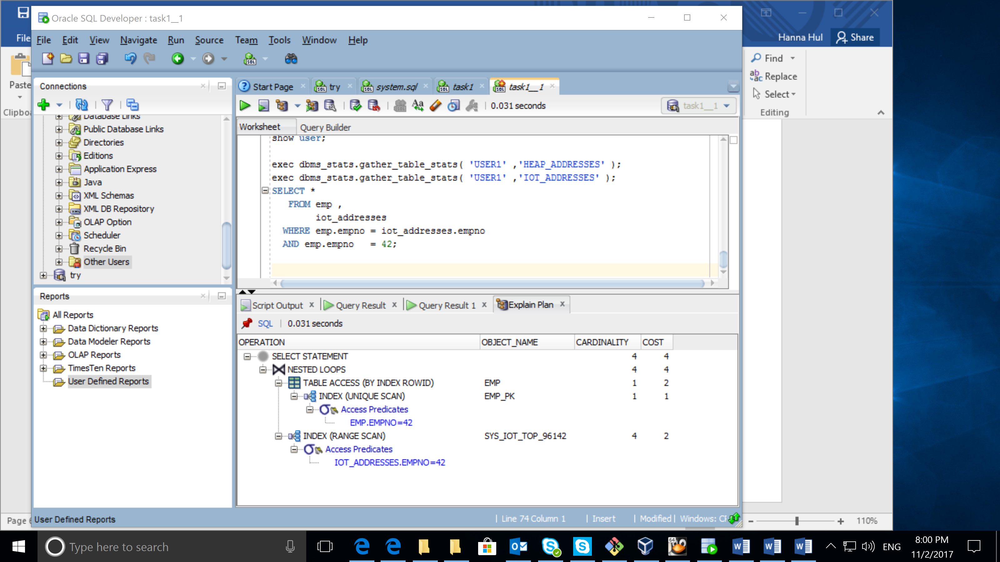 Oracle SQL Developer : task1__1
File
Hanna Hul
Share
File Edit View Navigate Run Source Team Tools Window Help
Paste
Find
Replace
Select
Editing
Connections
Database Links
Public Database Links
Directories
Editions
Application Express
Java
XML Schemas
XML DB Repository
OLAP Option
Scheduler
Recycle Bin
Other Users
try
Reports
All Reports
Data Dictionary Reports
Data Modeler Reports
OLAP Reports
TimesTen Reports
User Defined Reports
Start Page try system.sql task1 task1__1
0.031 seconds
task1__1
Worksheet Query Builder
show user;
exec dbms_stats.gather_table_stats( 'USER1' ,'HEAP_ADDRESSES' );
exec dbms_stats.gather_table_stats( 'USER1' ,'IOT_ADDRESSES' );
SELECT *
FROM emp ,
iot_addresses
WHERE emp.empno = iot_addresses.empno
AND emp.empno = 42;
Script Output Query Result Query Result 1 Explain Plan
SQL | 0.031 seconds
OPERATION OBJECT_NAME CARDINALITY COST
SELECT STATEMENT 4 4
NESTED LOOPS 4 4
TABLE ACCESS (BY INDEX ROWID) EMP 1 2
INDEX (UNIQUE SCAN) EMP_PK 1 1
Access Predicates
EMP.EMPNO=42
INDEX (RANGE SCAN) SYS_IOT_TOP_96142 4 2
Access Predicates
IOT_ADDRESSES.EMPNO=42
Page
User Defined Reports
| Line 74 Column 1 | Insert | Modified | Windows:
110%
Type here to search
ENG
8:00 PM
11/2/2017